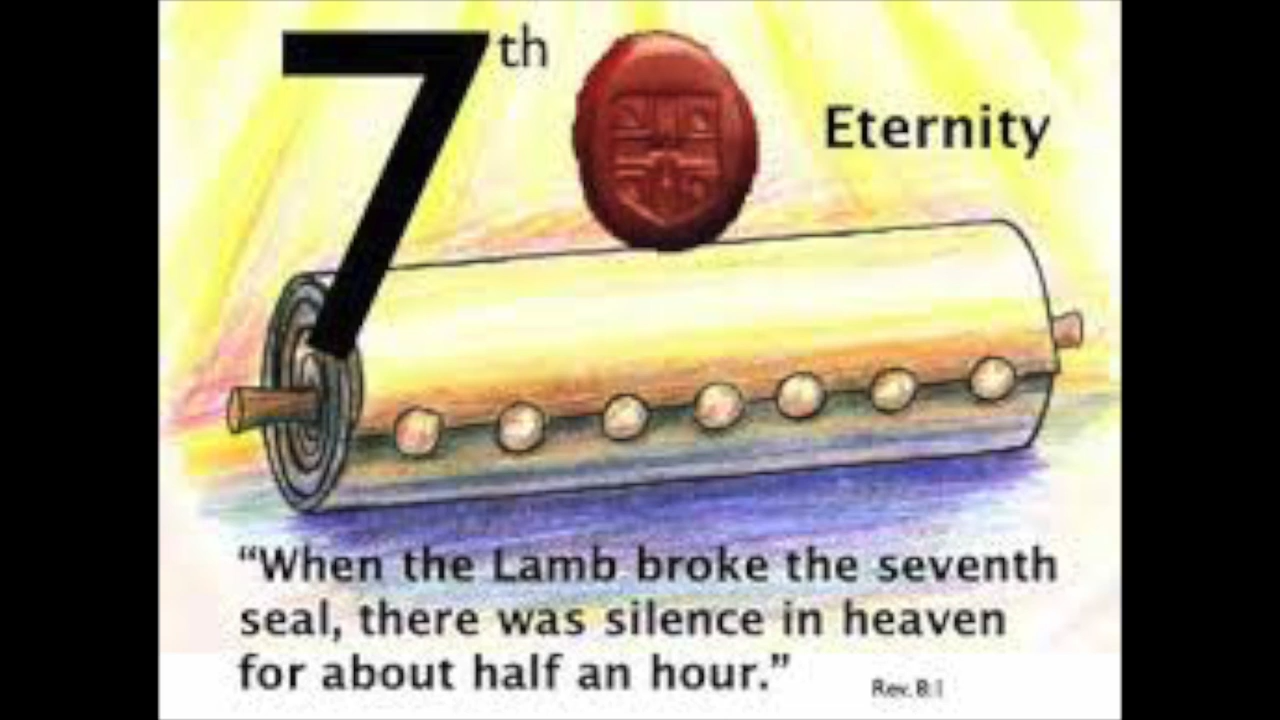 7th
Eternity
“When the Lamb broke the seventh
seal, there was silence in heaven
for about half an hour.”
Rev. 8:1